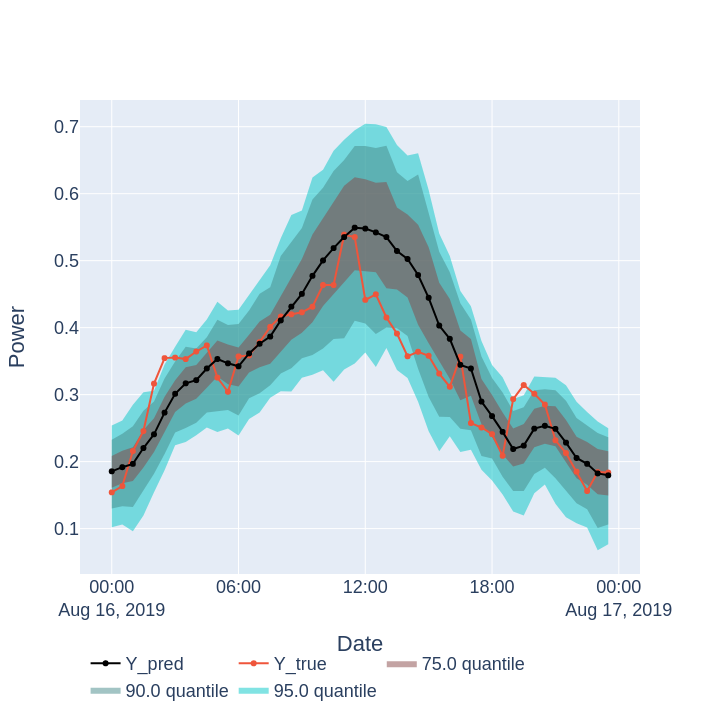 0.7
0.6
0.5
0.4
0.3
0.2
0.1
Power
00:00 06:00 12:00 18:00 00:00
Aug 16, 2019 Aug 17, 2019
Date
Y_pred Y_true 75.0 quantile
90.0 quantile 95.0 quantile